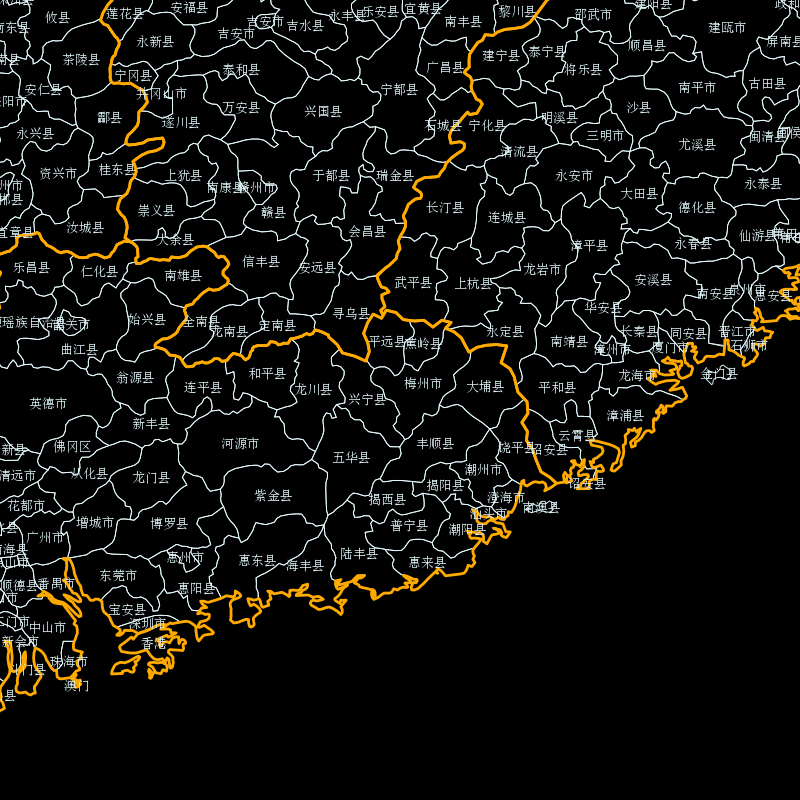 莲花县
安福县
永丰县
乐安县
宜黄县
南丰县
黎川县
邵武市
建阳县
攸县
吉安市
吉安市
吉水县
建瓯市
茶陵县
永新县
广昌县
建宁县
泰宁县
将乐县
顺昌县
屏南县
宁冈县
泰和县
宁都县
南平市
古田县
安仁县
井冈山市
万安县
兴国县
沙县
酃县
遂川县
石城县
宁化县
明溪县
三明市
永兴县
清流县
尤溪县
闽清县
资兴市
桂东县
上犹县
南康县
赣州市
于都县
瑞金县
永安市
大田县
永泰县
崇义县
赣县
会昌县
长汀县
连城县
德化县
汝城县
宜章县
大余县
漳平县
永春县
仙游县
乐昌县
仁化县
南雄县
信丰县
安远县
武平县
上杭县
龙岩市
安溪县
南安县
泉州市
惠安县
始兴县
全南县
龙南县
定南县
寻乌县
永定县
华安县
韶关市
曲江县
平远县
蕉岭县
南靖县
长泰县
同安县
晋江市
石狮市
漳州市
厦门市
翁源县
连平县
和平县
龙川县
兴宁县
梅州市
大埔县
平和县
龙海市
金门县
英德市
新丰县
漳浦县
佛冈区
河源市
五华县
丰顺县
饶平县
诏安县
云霄县
清远市
从化县
龙门县
紫金县
揭西县
揭阳县
潮州市
澄海市
诏安县
南澳县
花都市
增城市
博罗县
普宁县
潮阳县
汕头市
广州市
惠州市
惠东县
海丰县
陆丰县
惠来县
顺德县
番禺市
东莞市
惠阳县
宝安县
深圳市
中山市
新会市
香港
珠海市
斗门县
澳门